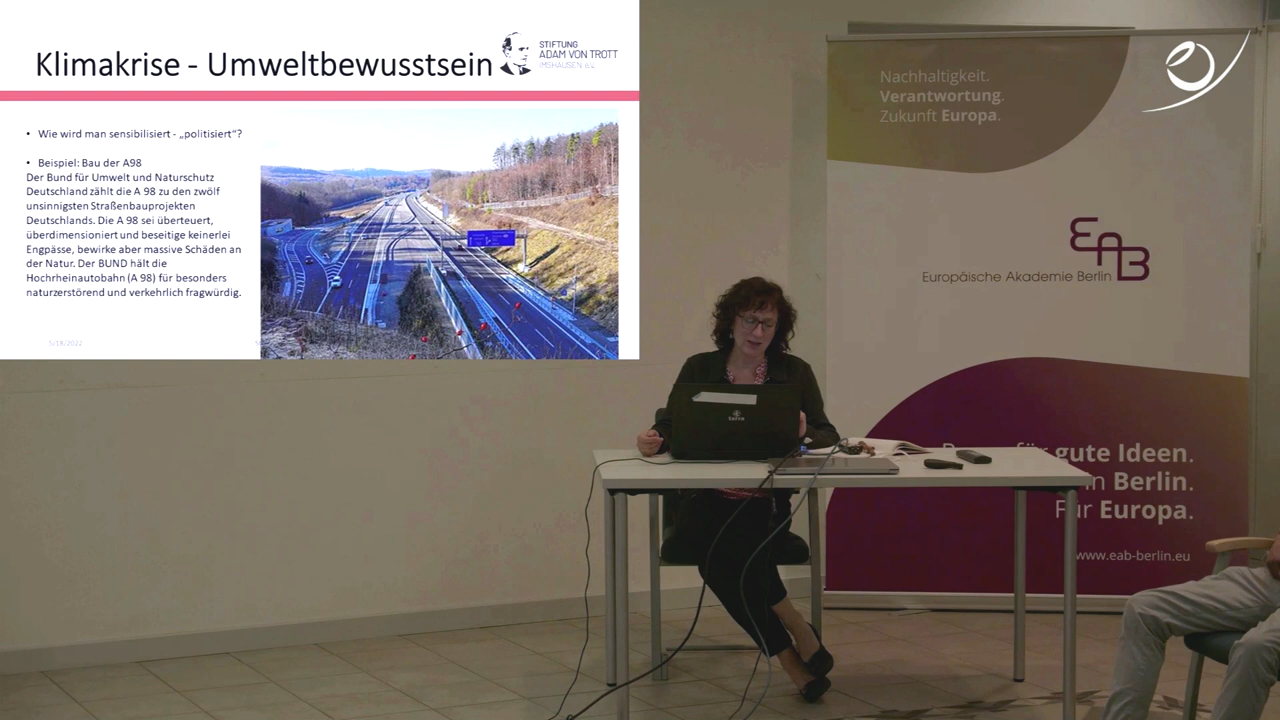 Klimakrise - Umweltbewusstsein
STIFTUNG
ADAM VON TROTT
IMSHAUSEN e.V.
• Wie wird man sensibilisiert - „politisiert“?
• Beispiel: Bau der A98
Der Bund für Umwelt und Naturschutz
Deutschland zählt die A 98 zu den zwölf
unsinnigsten Straßenbauprojekten
Deutschlands. Die A 98 sei überteuert,
überdimensioniert und beseitige keinerlei
Engpässe, bewirke aber massive Schäden an
der Natur. Der BUND hält die
Hochrheinautobahn (A 98) für besonders
naturzerstörend und verkehrlich fragwürdig.
5/18/2022
Nachhaltigkeit.
Verantwortung.
Zukunft Europa.
EAB
Europäische Akademie Berlin
gute Ideen.
in Berlin.
Für Europa.
www.eab-berlin.eu
terra